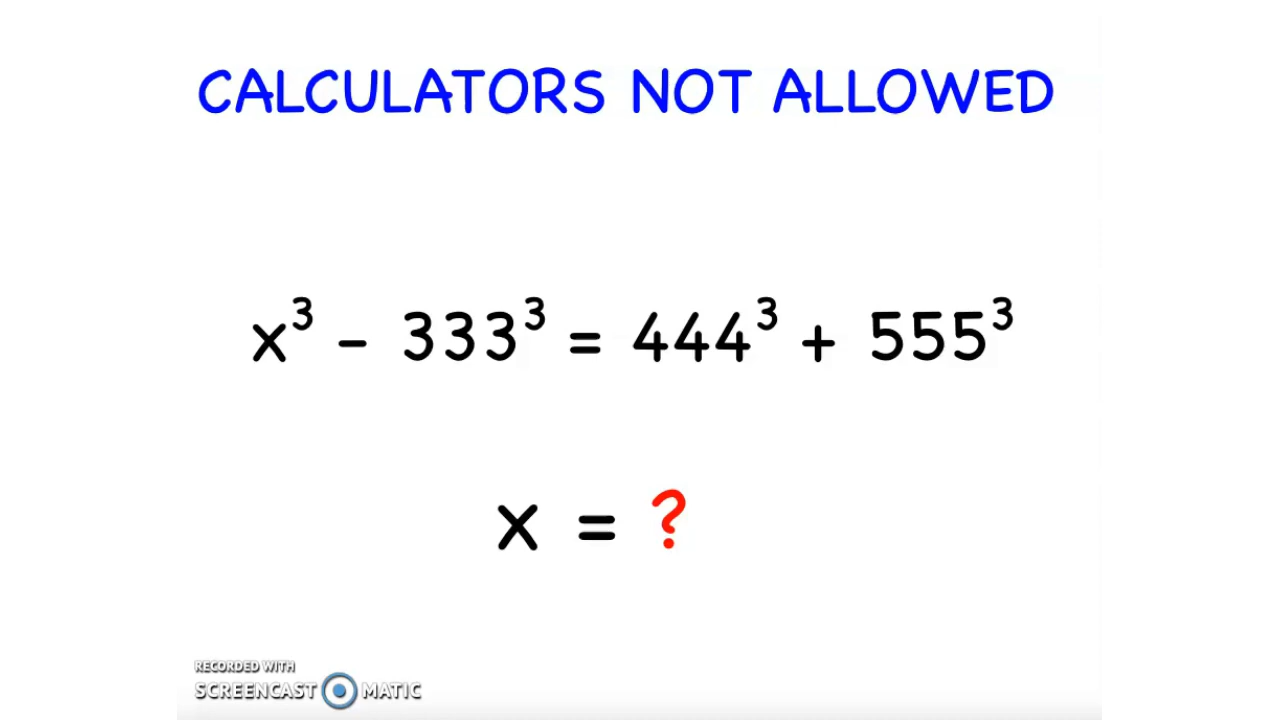 CALCULATORS NOT ALLOWED
x³ - 333³ = 444³ + 555³
x = ?
RECORDED WITH
SCREENCAST MATIC